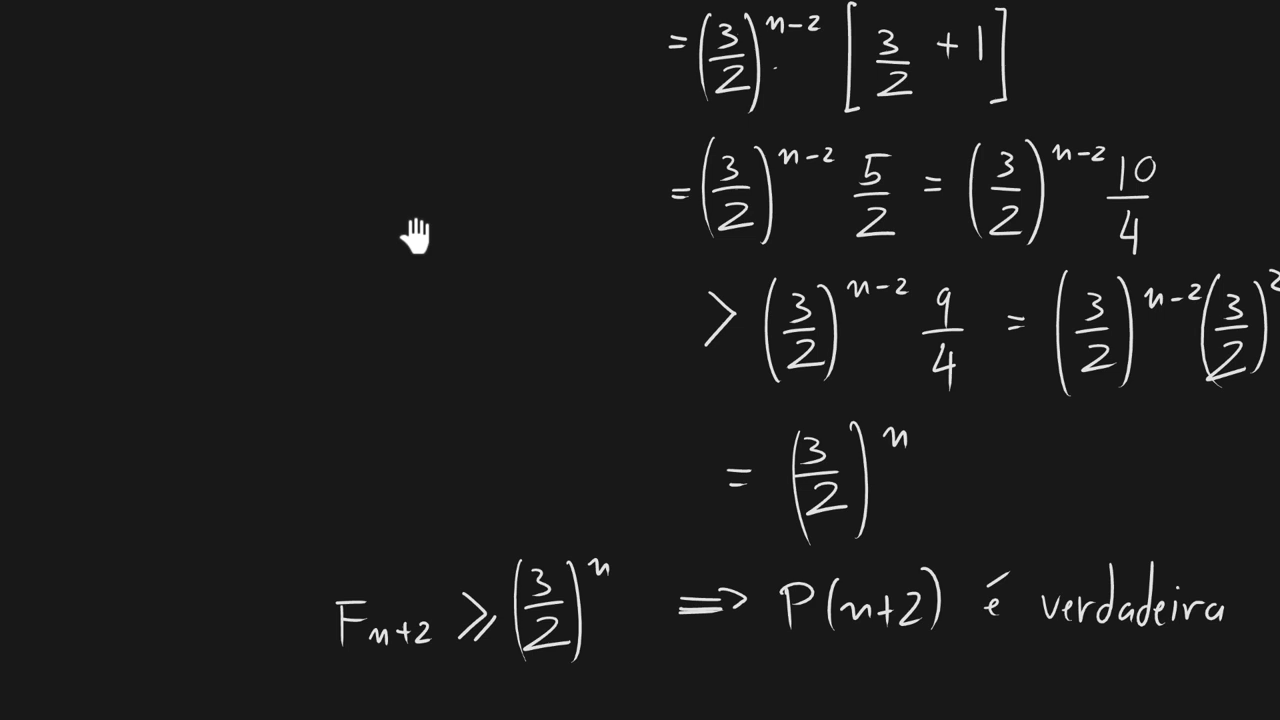 = (3/2)^{n-2} [3/2 + 1]
= (3/2)^{n-2} 5/2 = (3/2)^{n-2} 10/4
> (3/2)^{n-2} 9/4 = (3/2)^{n-2} (3/2)^2
= (3/2)^n
F_{n+2} ⩾ (3/2)^n => P(n+2) é verdadeira